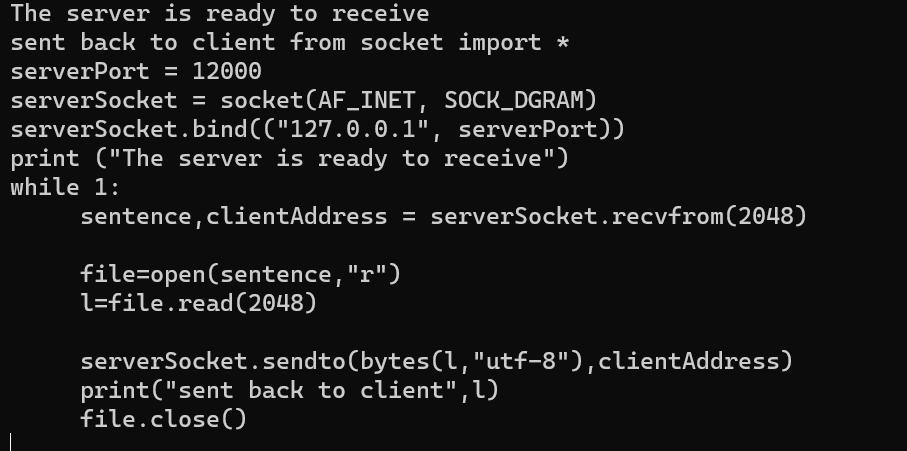 The server is ready to receive
sent back to client from socket import *
serverPort = 12000
serverSocket = socket(AF_INET, SOCK_DGRAM)
serverSocket.bind(("127.0.0.1", serverPort))
print ("The server is ready to receive")
while 1:
     sentence,clientAddress = serverSocket.recvfrom(2048)

     file=open(sentence,"r")
     l=file.read(2048)

     serverSocket.sendto(bytes(l,"utf-8"),clientAddress)
     print("sent back to client",l)
     file.close()